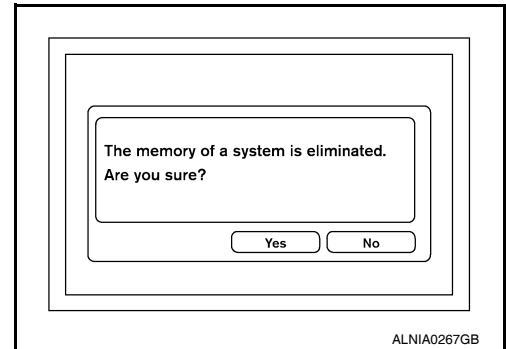 The memory of a system is eliminated.
Are you sure?
Yes No
ALNIA0267GB